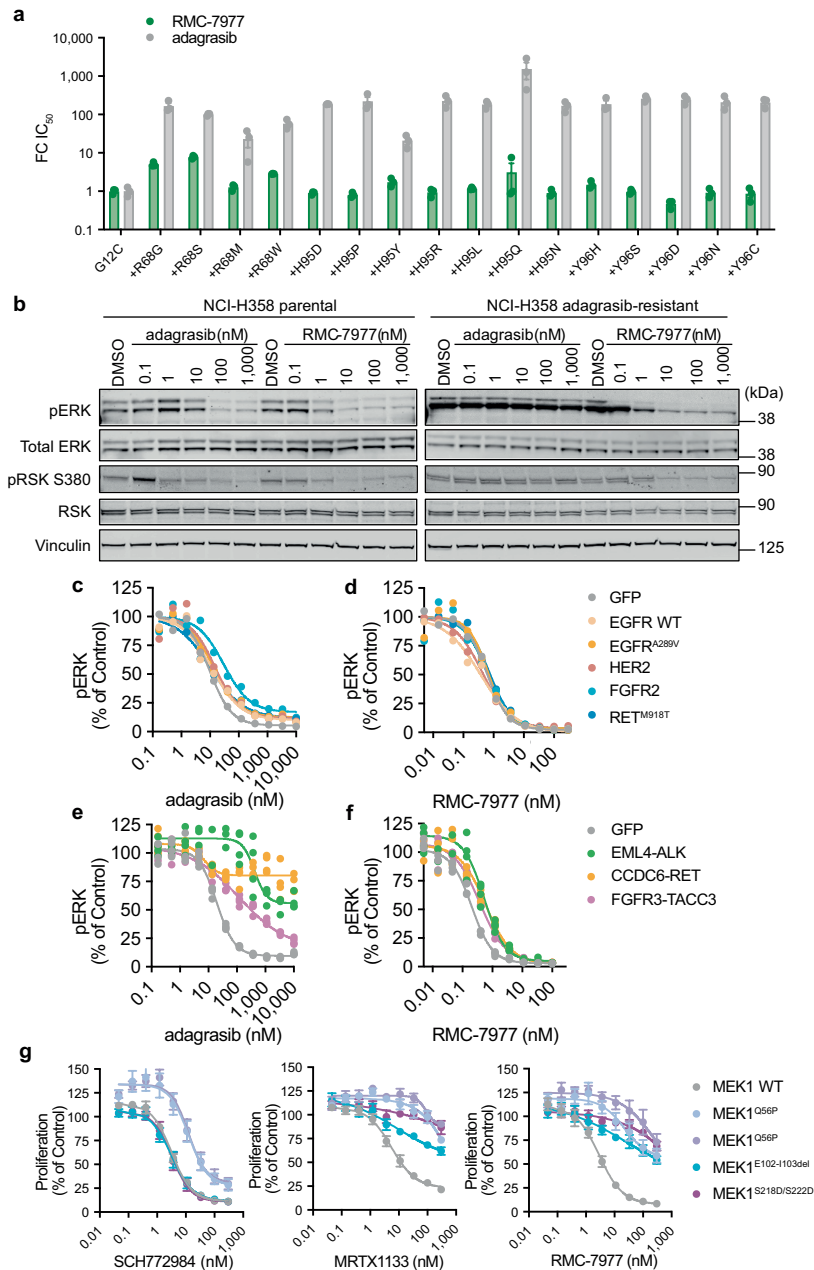 a
RMC-7977
adagrasib
10,000
1,000
100
10
1
0.1
FC IC50
G12C
+R68G
+R68S
+R68M
+R68W
+H95D
+H95P
+H95Y
+H95R
+H95L
+H95Q
+H95N
+Y96H
+Y96S
+Y96D
+Y96N
+Y96C
b
NCI-H358 parental
NCI-H358 adagrasib-resistant
adagrasib(nM) RMC-7977(nM)
adagrasib(nM) RMC-7977(nM)
DMSO 0.1 1 10 100 1,000 DMSO 0.1 1 10 100 1,000
DMSO 0.1 1 10 100 1,000 DMSO 0.1 1 10 100 1,000
(kDa)
pERK
38
Total ERK
38
pRSK S380
90
RSK
90
Vinculin
125
c
125
100
75
50
25
0
pERK
(% of Control)
0.1 1 10 100 1,000 10,000
adagrasib (nM)
d
125
100
75
50
25
0
pERK
(% of Control)
0.01 0.1 1 10 100
RMC-7977 (nM)
GFP
EGFR WT
EGFRA289V
HER2
FGFR2
RETM918T
e
125
100
75
50
25
0
pERK
(% of Control)
0.1 1 10 100 1,000 10,000
adagrasib (nM)
f
125
100
75
50
25
0
pERK
(% of Control)
0.01 0.1 1 10 100
RMC-7977 (nM)
GFP
EML4-ALK
CCDC6-RET
FGFR3-TACC3
g
150
125
100
75
50
25
0
Proliferation
(% of Control)
0.01 0.1 1 10 100 1,000
SCH772984 (nM)
150
125
100
75
50
25
0
Proliferation
(% of Control)
0.01 0.1 1 10 100 1,000
MRTX1133 (nM)
150
125
100
75
50
25
0
Proliferation
(% of Control)
0.01 0.1 1 10 100 1,000
RMC-7977 (nM)
MEK1 WT
MEK1Q56P
MEK1Q56P
MEK1E102-I103del
MEK1S218D/S222D